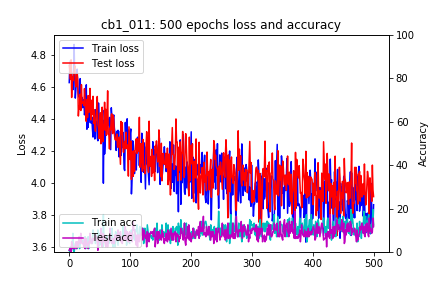 cb1_011: 500 epochs loss and accuracy
Train loss
Test loss
Train acc
Test acc
Loss
4.8
4.6
4.4
4.2
4.0
3.8
3.6
0
100
200
300
400
500
100
80
60
40
20
0
Accuracy